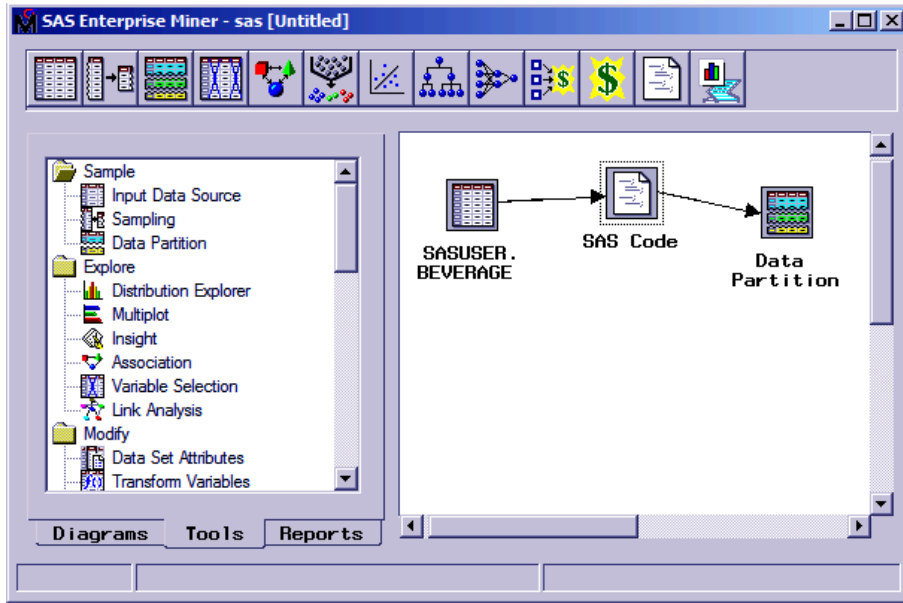 SAS Enterprise Miner - sas [Untitled]
Sample
Input Data Source
Sampling
Data Partition
Explore
Distribution Explorer
Multiplot
Insight
Association
Variable Selection
Link Analysis
Modify
Data Set Attributes
Transform Variables
Diagrams Tools Reports
SASUSER.
BEVERAGE
SAS Code
Data
Partition